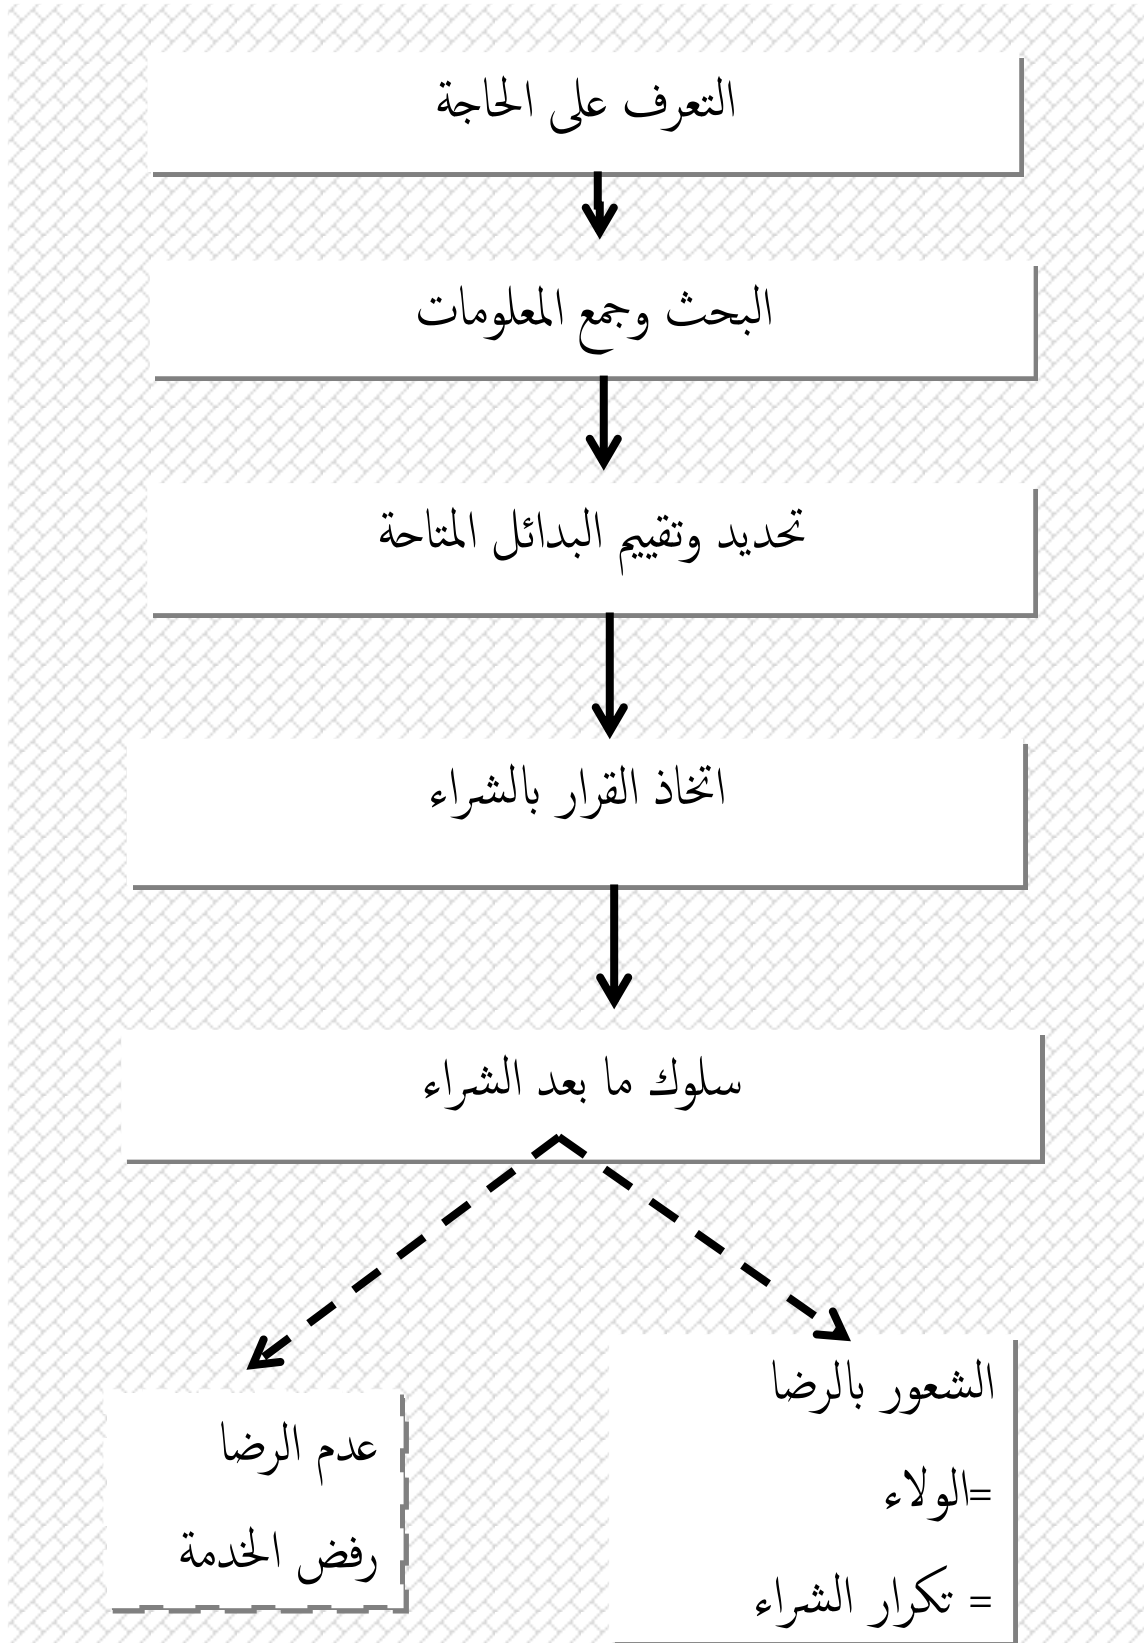 التعرف على الحاجة
البحث وجمع المعلومات
تحديد وتقييم البدائل المتاحة
اتخاذ القرار بالشراء
سلوك ما بعد الشراء
الشعور بالرضا
=الولاء
= تكرار الشراء
عدم الرضا
رفض الخدمة